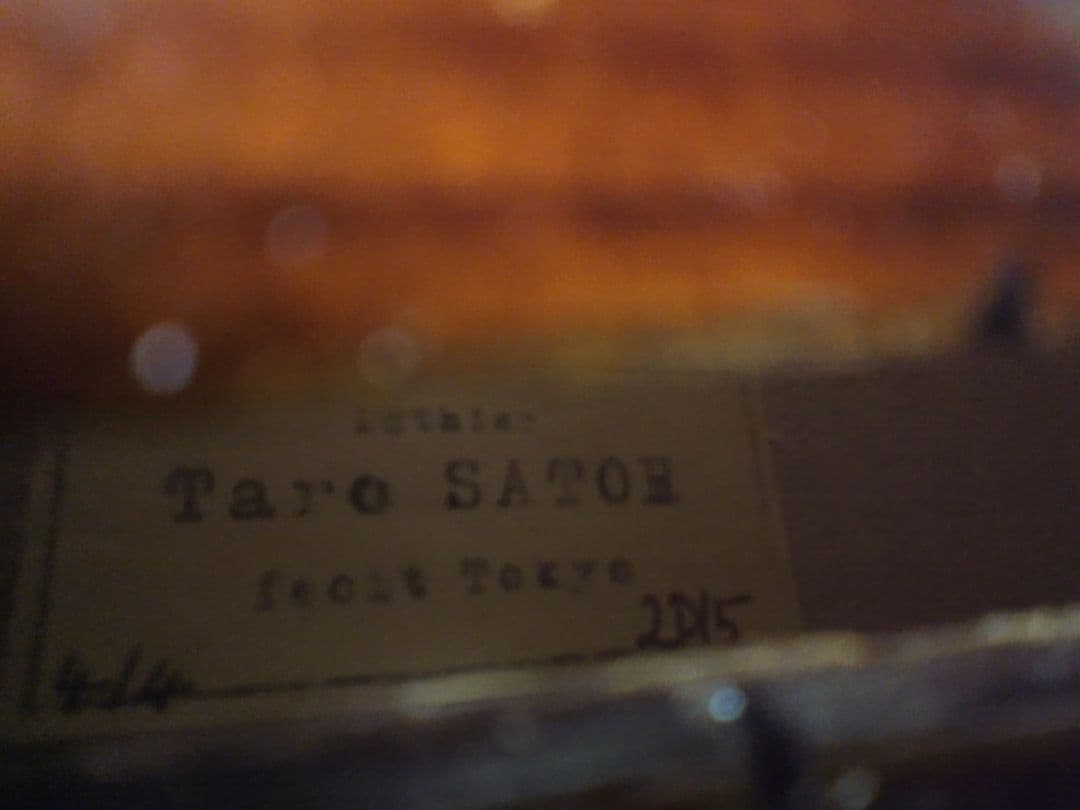 Luthier
Taro SATOH
fecit Tokyo
2015
4/4